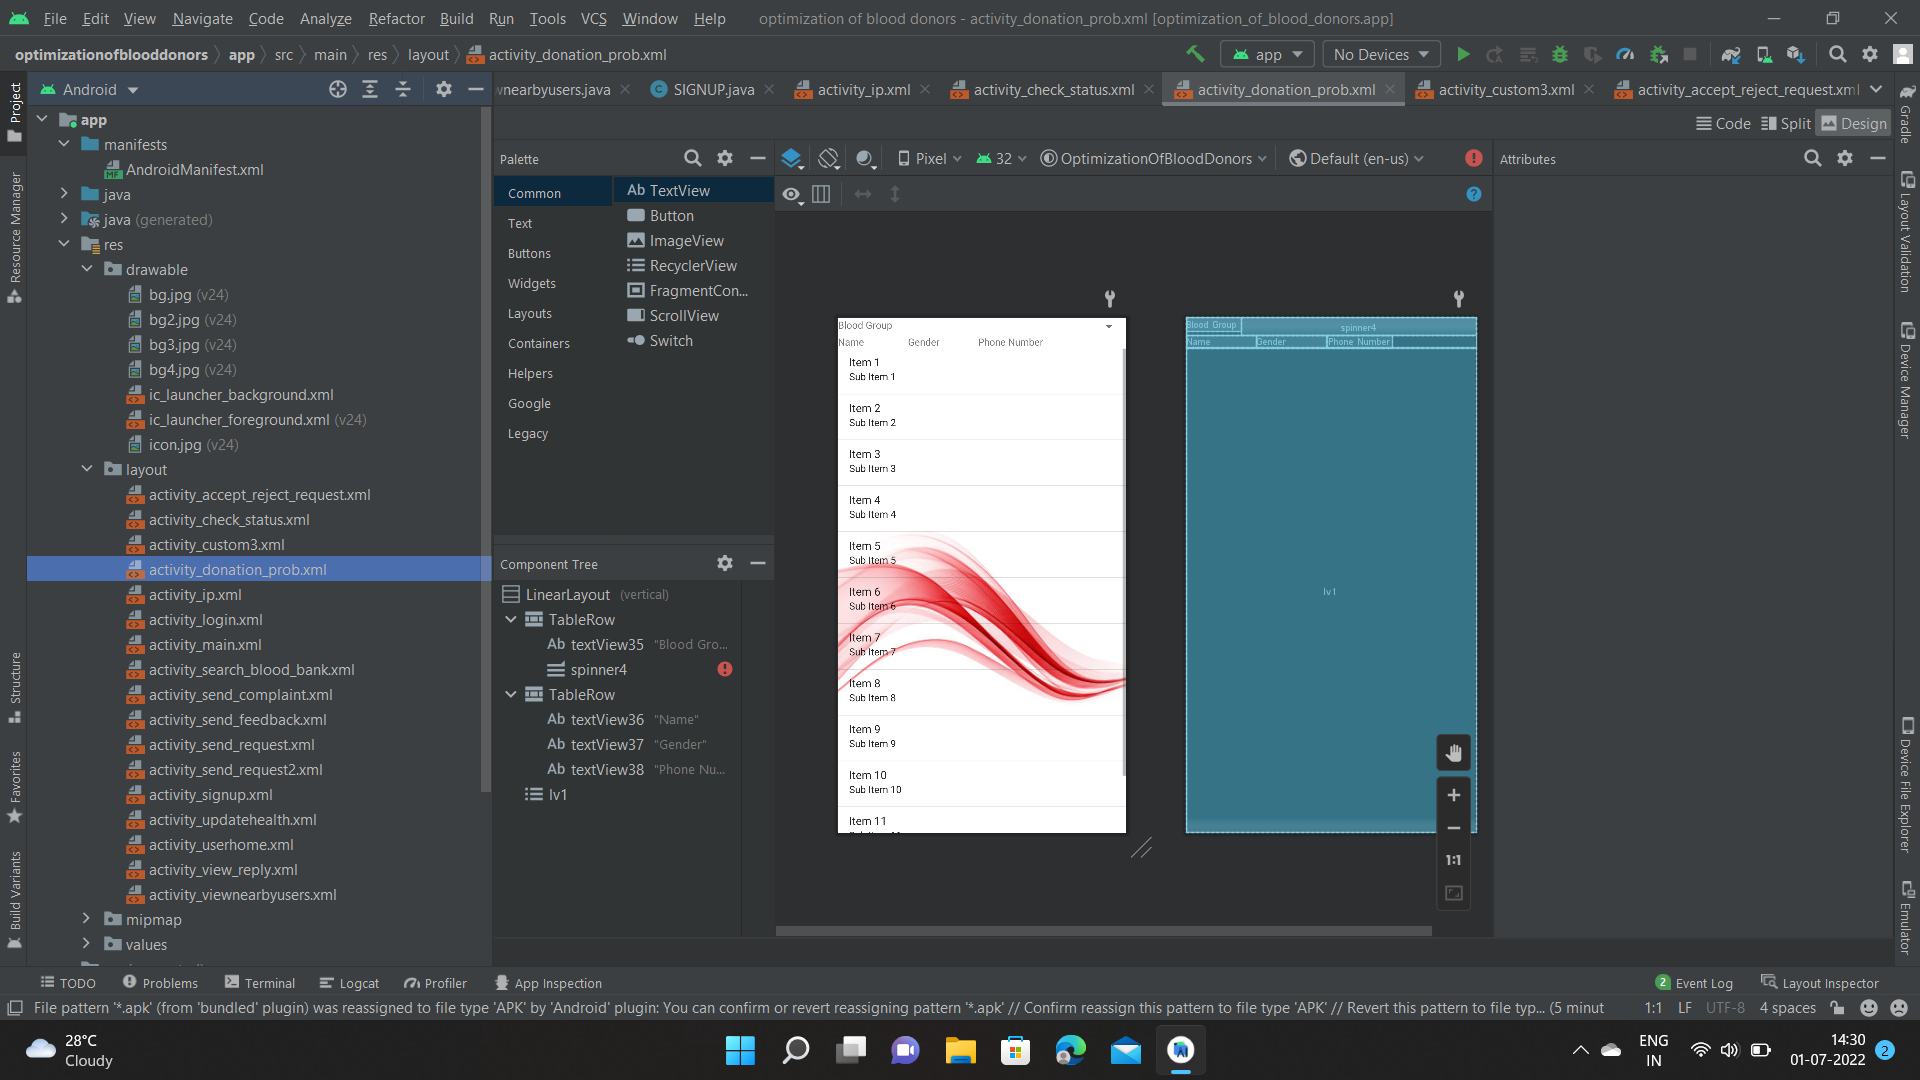 File Edit View Navigate Code Analyze Refactor Build Run Tools VCS Window Help optimization of blood donors - activity_donation_prob.xml [optimization_of_blood_donors.app]
optimizationofblooddonors app src main res layout activity_donation_prob.xml
app No Devices
Android
wnearbyusers.java SIGNUP.java activity_ip.xml activity_check_status.xml activity_donation_prob.xml activity_custom3.xml activity_accept_reject_request.xml
Code Split Design
Project
Resource Manager
Structure
Favorites
Build Variants
app
manifests
AndroidManifest.xml
java
java (generated)
res
drawable
bg.jpg (v24)
bg2.jpg (v24)
bg3.jpg (v24)
bg4.jpg (v24)
ic_launcher_background.xml
ic_launcher_foreground.xml (v24)
icon.jpg (v24)
layout
activity_accept_reject_request.xml
activity_check_status.xml
activity_custom3.xml
activity_donation_prob.xml
activity_ip.xml
activity_login.xml
activity_main.xml
activity_search_blood_bank.xml
activity_send_complaint.xml
activity_send_feedback.xml
activity_send_request.xml
activity_send_request2.xml
activity_signup.xml
activity_updatehealth.xml
activity_userhome.xml
activity_view_reply.xml
activity_viewnearbyusers.xml
mipmap
values
Palette
Common
Text
Buttons
Widgets
Layouts
Containers
Helpers
Google
Legacy
Ab TextView
Button
ImageView
RecyclerView
FragmentCon...
ScrollView
Switch
Component Tree
LinearLayout (vertical)
TableRow
Ab textView35 "Blood Gro...
spinner4
TableRow
Ab textView36 "Name"
Ab textView37 "Gender"
Ab textView38 "Phone Nu...
lv1
Pixel 32 OptimizationOfBloodDonors Default (en-us)
Blood Group
Name Gender Phone Number
Item 1
Sub Item 1
Item 2
Sub Item 2
Item 3
Sub Item 3
Item 4
Sub Item 4
Item 5
Sub Item 5
Item 6
Sub Item 6
Item 7
Sub Item 7
Item 8
Sub Item 8
Item 9
Sub Item 9
Item 10
Sub Item 10
Item 11
Blood Group spinner4
Name Gender Phone Number
lv1
1:1
Attributes
Gradle
Layout Validation
Device Manager
Device File Explorer
Emulator
TODO Problems Terminal Logcat Profiler App Inspection 2 Event Log Layout Inspector
File pattern '*.apk' (from 'bundled' plugin) was reassigned to file type 'APK' by 'Android' plugin: You can confirm or revert reassigning pattern '*.apk' // Confirm reassign this pattern to file type 'APK' // Revert this pattern to file typ... (5 minut 1:1 LF UTF-8 4 spaces
28°C
Cloudy
ENG
IN
14:30
01-07-2022
2